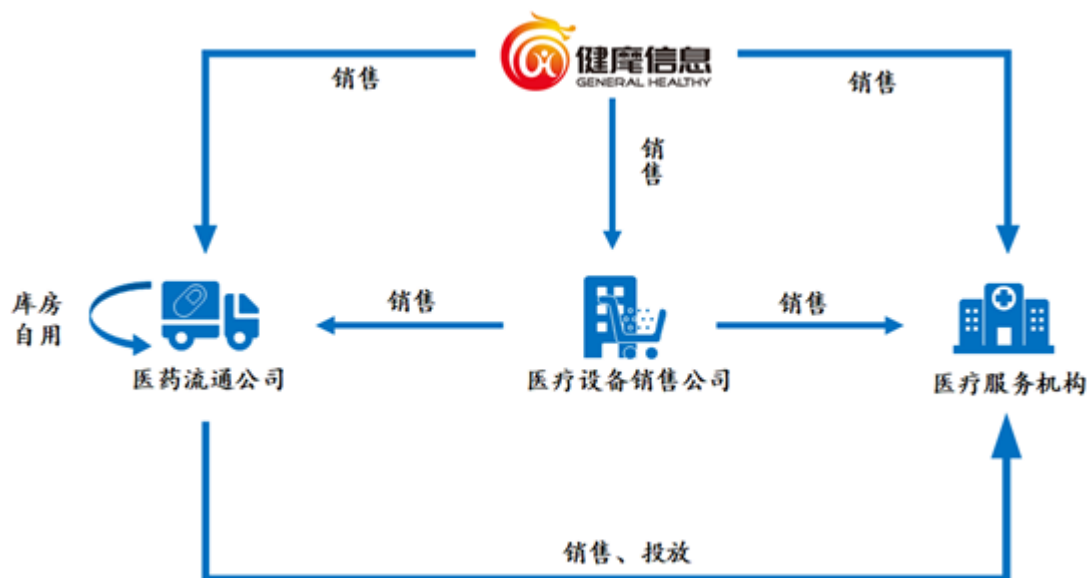 健麾信息
GENERAL HEALTHY
销售
销售
销售
库房
自用
销售
销售
医药流通公司
医疗设备销售公司
医疗服务机构
销售、投放